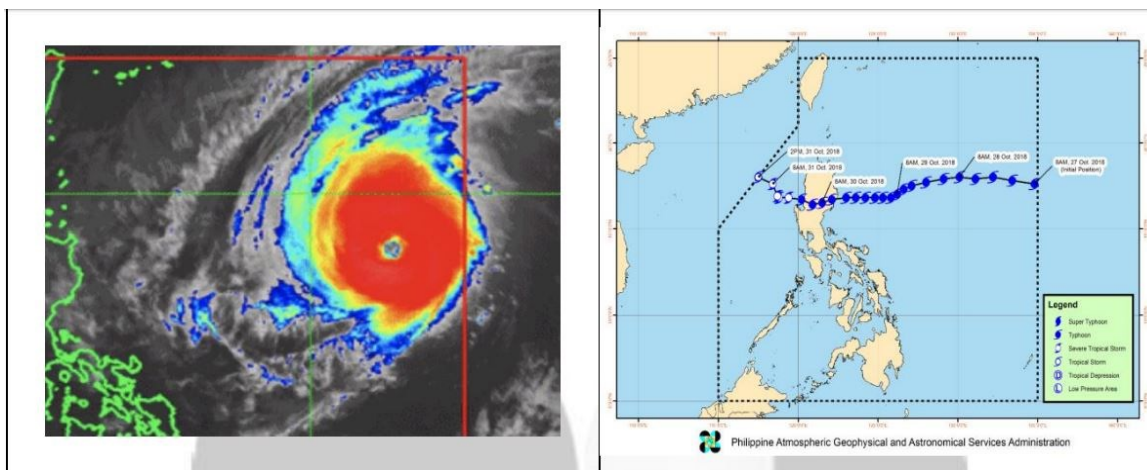 2PM, 31 Oct. 2018
8AM, 31 Oct. 2018
8AM, 30 Oct. 2018
8AM, 29 Oct. 2018
8AM, 28 Oct. 2018
8AM, 27 Oct. 2018
(Initial Position)
Legend
Super Typhoon
Typhoon
Severe Tropical Storm
Tropical Storm
Tropical Depression
Low Pressure Area
Philippine Atmospheric Geophysical and Astronomical Services Administration